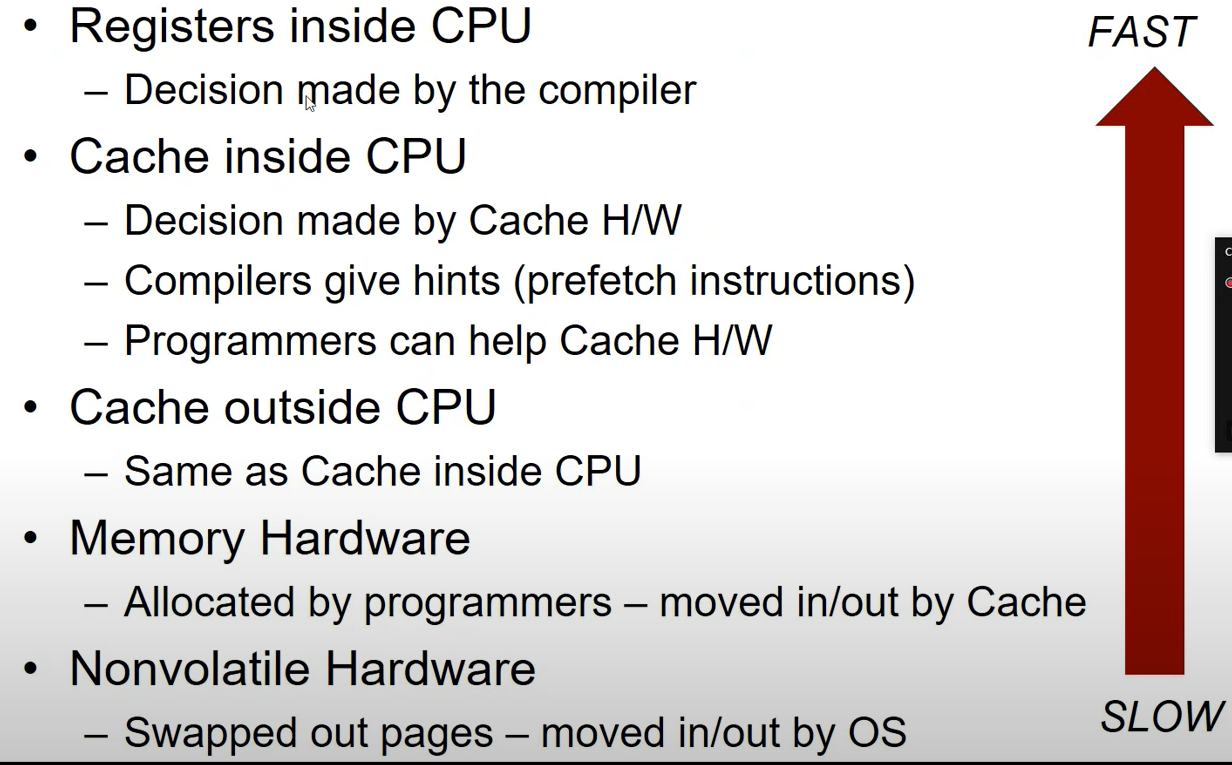 • Registers inside CPU
FAST
– Decision made by the compiler
• Cache inside CPU
– Decision made by Cache H/W
– Compilers give hints (prefetch instructions)
– Programmers can help Cache H/W
• Cache outside CPU
– Same as Cache inside CPU
• Memory Hardware
– Allocated by programmers – moved in/out by Cache
• Nonvolatile Hardware
SLOW
– Swapped out pages – moved in/out by OS